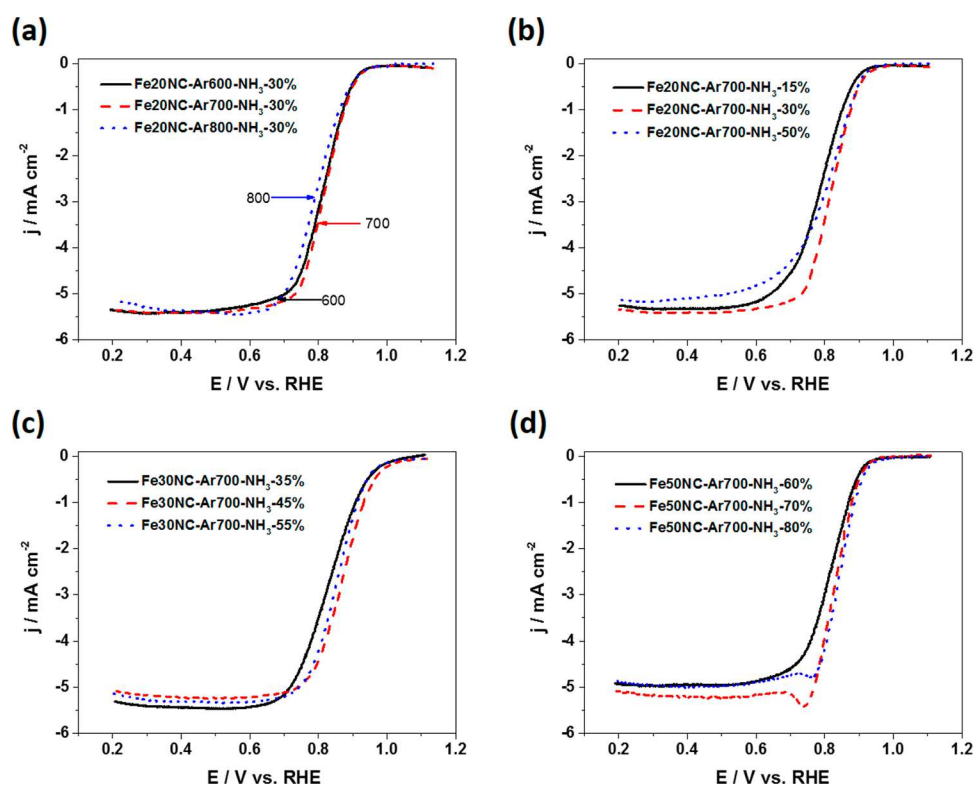 (a)
Fe20NC-Ar600-NH3-30%
Fe20NC-Ar700-NH3-30%
Fe20NC-Ar800-NH3-30%
800
700
600
0
-1
-2
-3
-4
-5
-6
0.2
0.4
0.6
0.8
1.0
1.2
j / mA cm-2
E / V vs. RHE
(b)
Fe20NC-Ar700-NH3-15%
Fe20NC-Ar700-NH3-30%
Fe20NC-Ar700-NH3-50%
0
-1
-2
-3
-4
-5
-6
0.2
0.4
0.6
0.8
1.0
1.2
j / mA cm-2
E / V vs. RHE
(c)
Fe30NC-Ar700-NH3-35%
Fe30NC-Ar700-NH3-45%
Fe30NC-Ar700-NH3-55%
0
-1
-2
-3
-4
-5
-6
0.2
0.4
0.6
0.8
1.0
1.2
j / mA cm-2
E / V vs. RHE
(d)
Fe50NC-Ar700-NH3-60%
Fe50NC-Ar700-NH3-70%
Fe50NC-Ar700-NH3-80%
0
-1
-2
-3
-4
-5
-6
0.2
0.4
0.6
0.8
1.0
1.2
j / mA cm-2
E / V vs. RHE